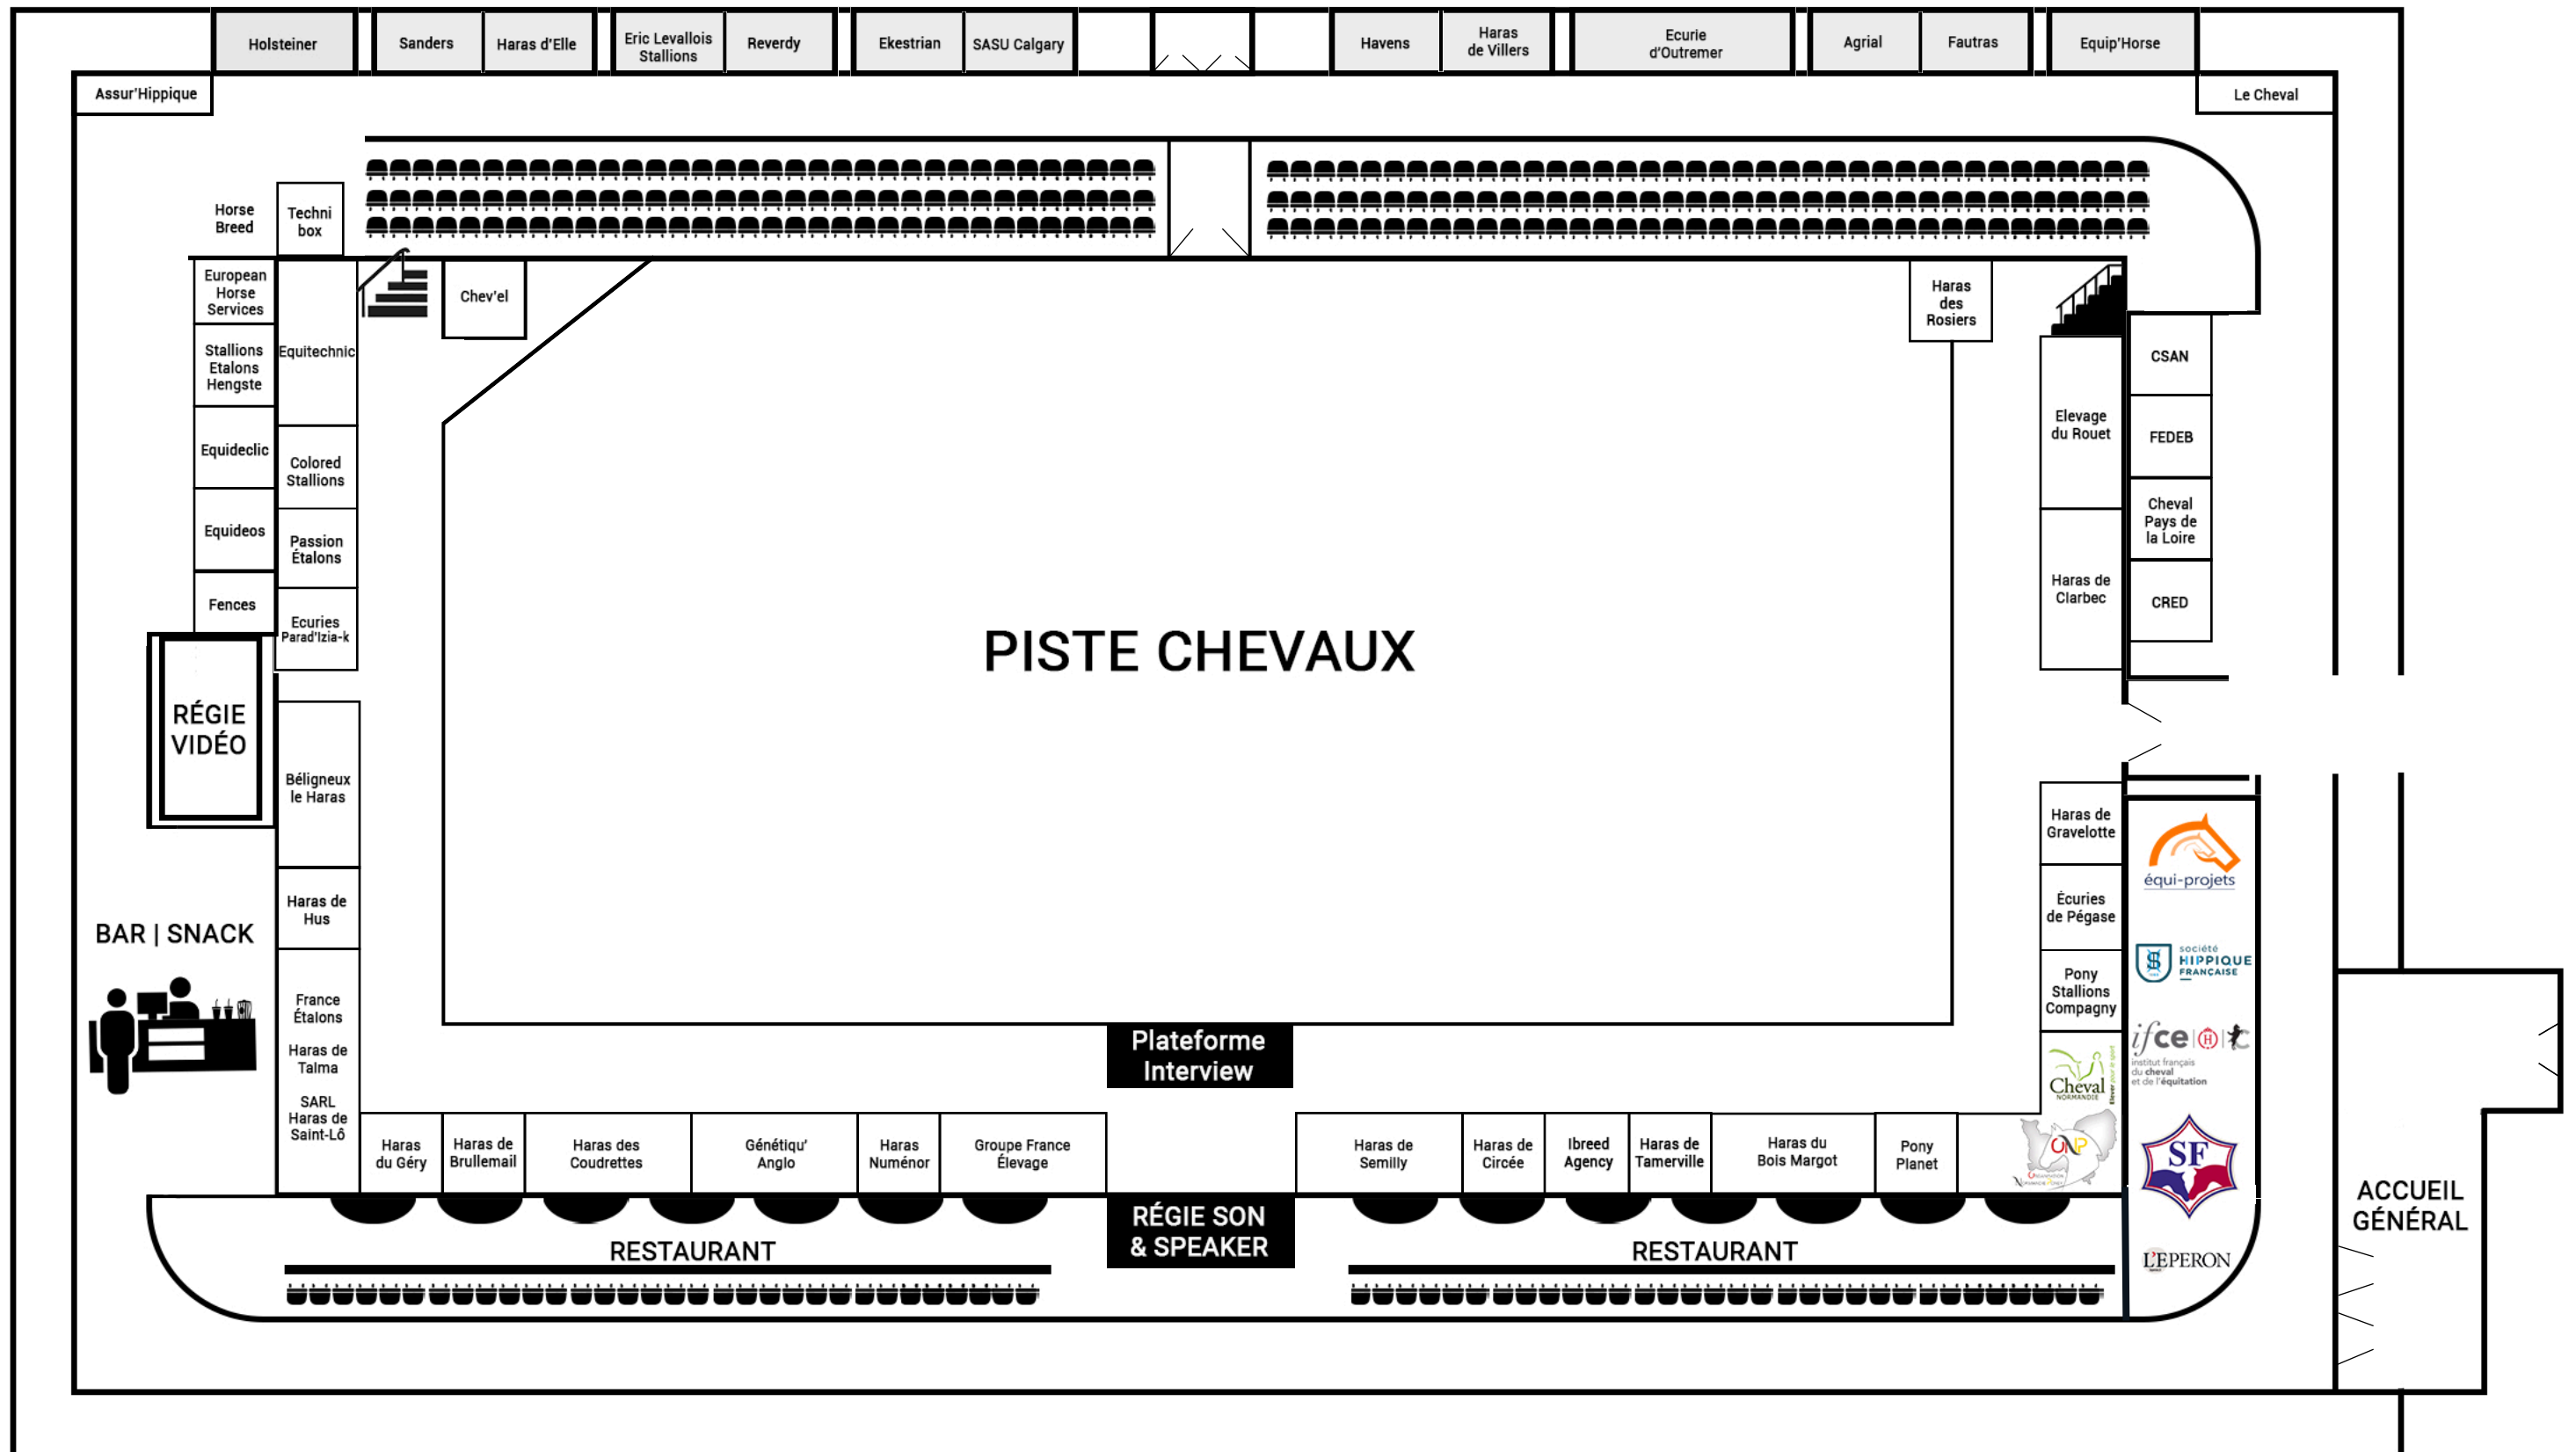 Holsteiner
Sanders
Haras d'Elle
Eric Levallois
Stallions
Reverdy
Ekestrian
SASU Calgary
Havens
Haras
de Villers
Ecurie
d'Outremer
Agrial
Fautras
Equip'Horse
Assur'Hippique
Le Cheval
Horse
Breed
Techni
box
European
Horse
Services
Stallions
Etalons
Hengste
Equideclic
Equideos
Fences
Equitechnic
Colored
Stallions
Passion
Étalons
Ecuries
Parad'Izia-k
Chev'el
Haras
des
Rosiers
Elevage
du Rouet
Haras de
Clarbec
CSAN
FEDEB
Cheval
Pays de
la Loire
CRED
PISTE CHEVAUX
RÉGIE
VIDÉO
Béligneux
le Haras
Haras de
Hus
BAR | SNACK
France
Étalons
Haras de
Talma
SARL
Haras de
Saint-Lô
Haras de
Gravelotte
Écuries
de Pégase
Pony
Stallions
Compagny
Cheval
NORMANDIE
Elever pour le sport
ONP
équi-projets
société
HIPPIQUE
FRANÇAISE
ifce
institut français
du cheval
et de l'équitation
SF
L'EPERON
Plateforme
Interview
Haras
du Géry
Haras de
Brullemail
Haras des
Coudrettes
Génétiqu'
Anglo
Haras
Numénor
Groupe France
Élevage
Haras de
Semilly
Haras de
Circée
Ibreed
Agency
Haras de
Tamerville
Haras du
Bois Margot
Pony
Planet
RÉGIE SON
& SPEAKER
RESTAURANT
RESTAURANT
ACCUEIL
GÉNÉRAL